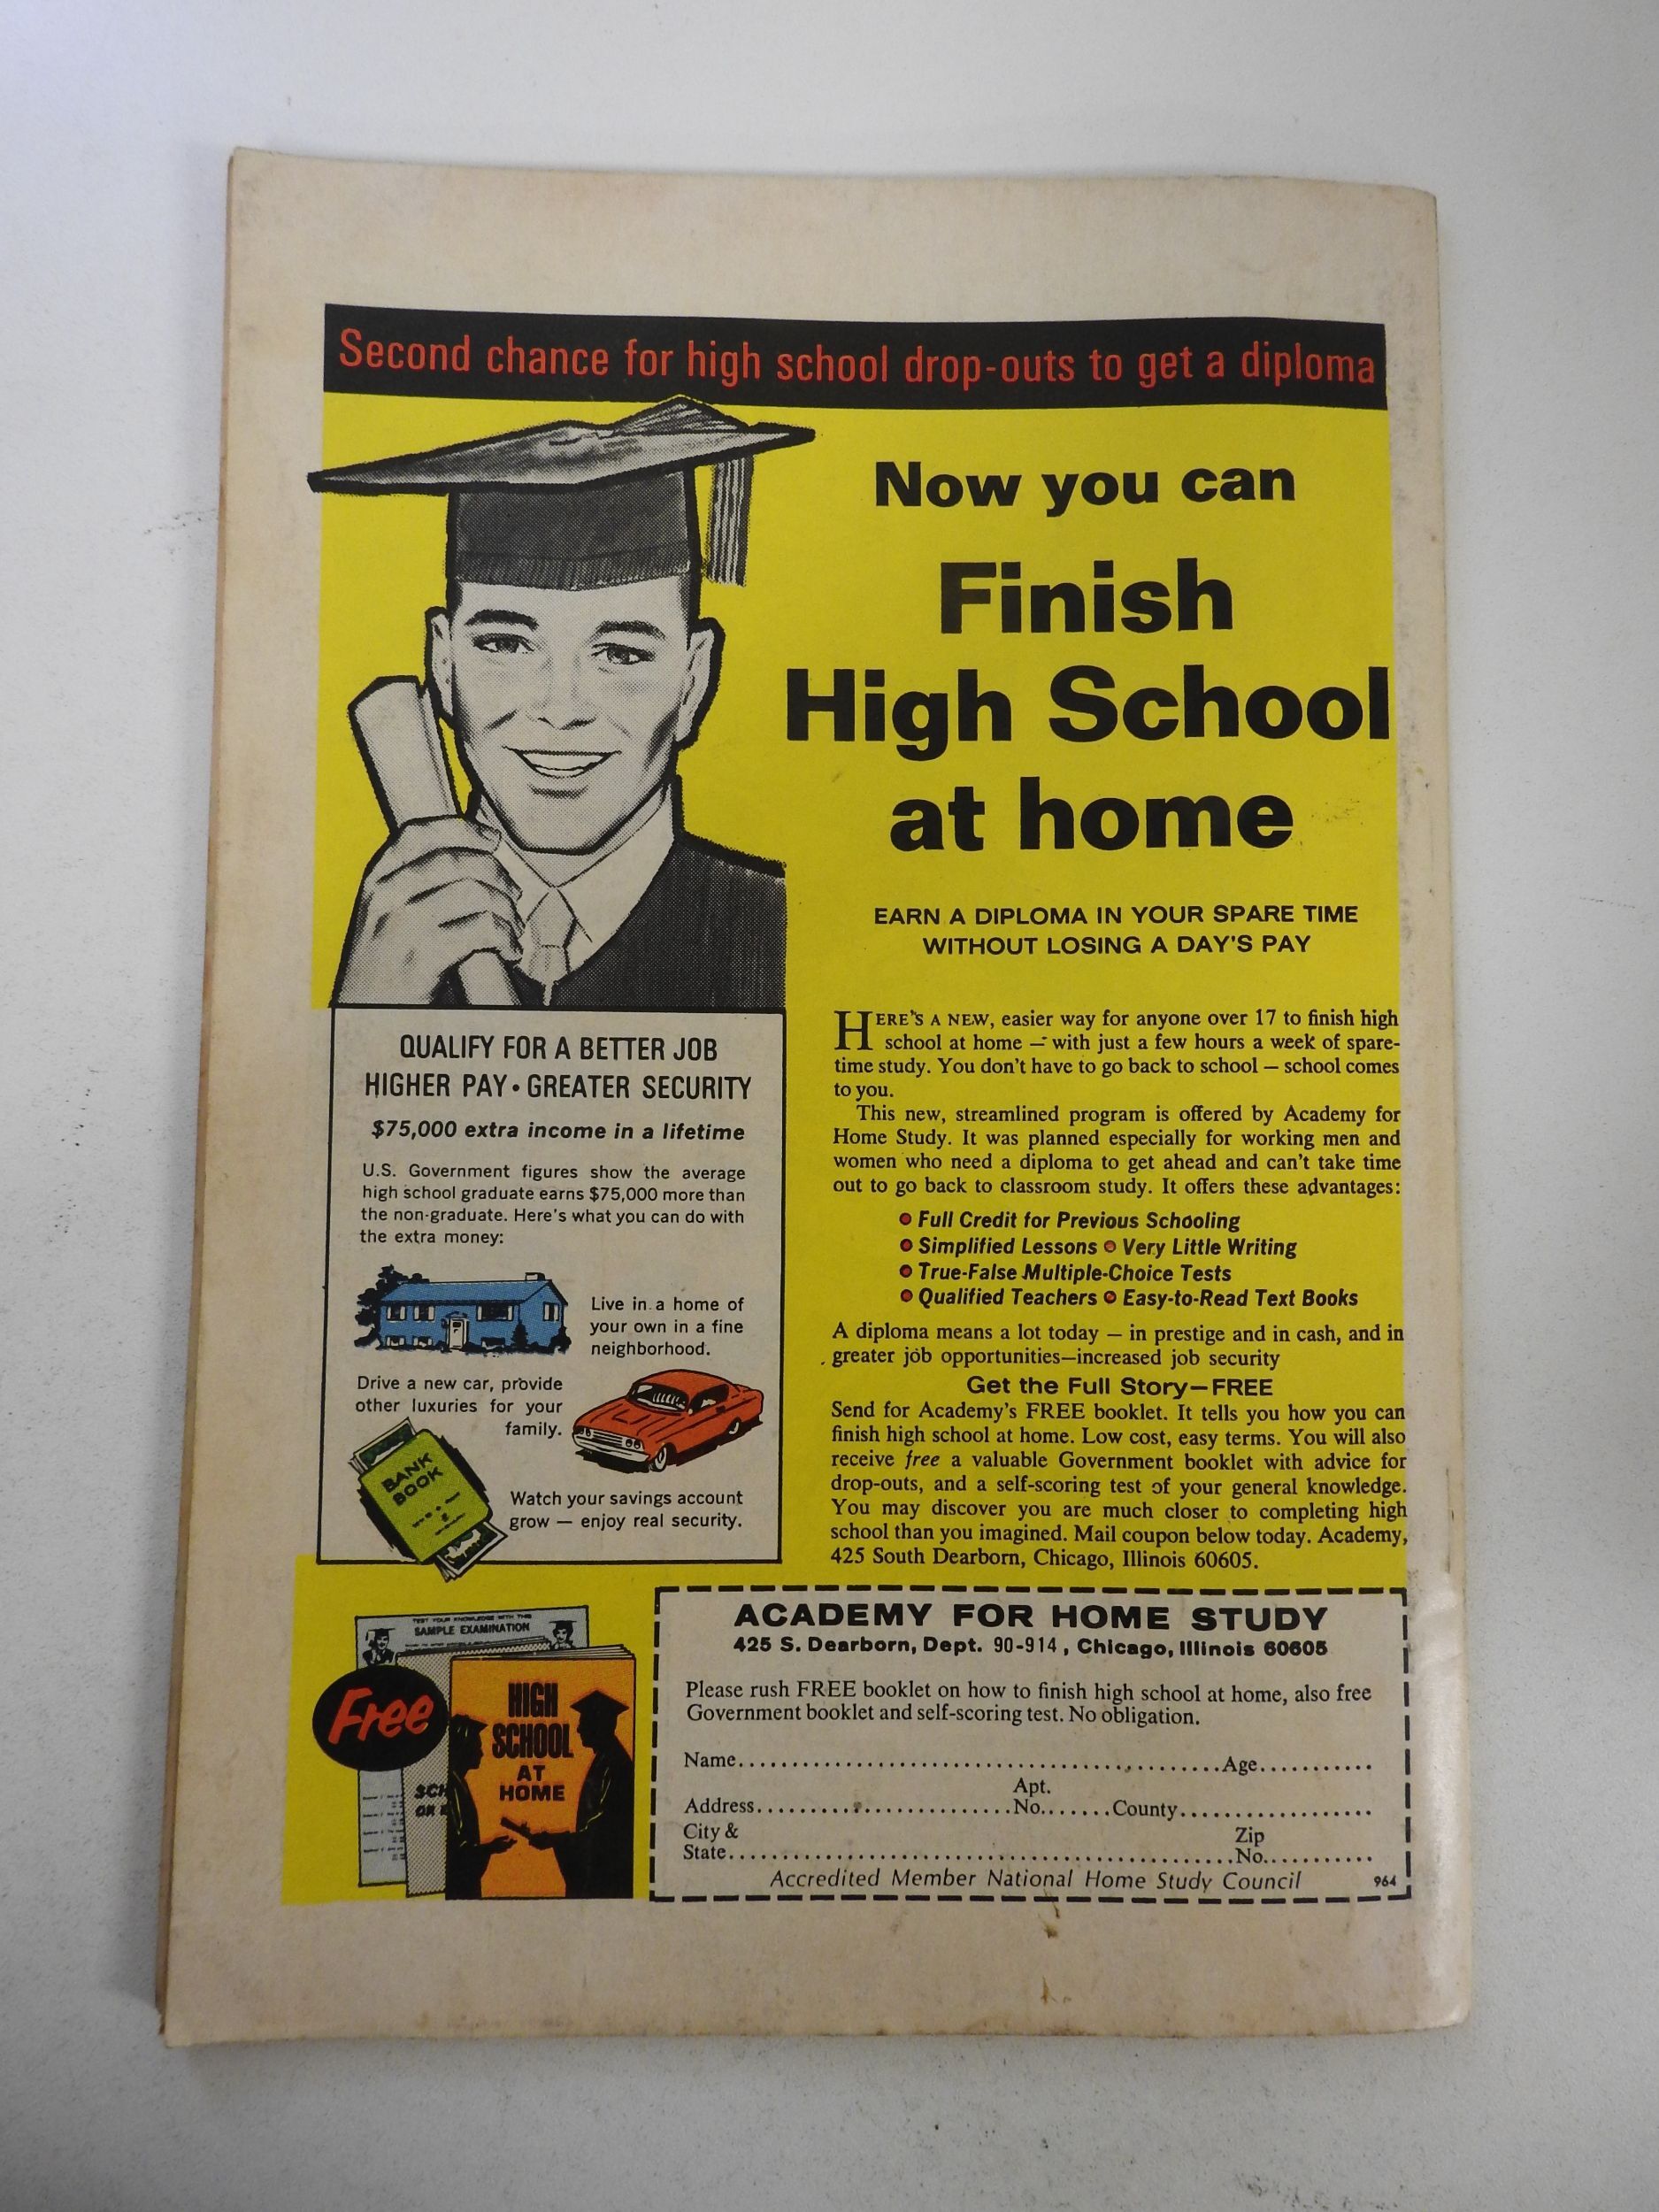 Second chance for high school drop-outs to get a diploma
Now you can
Finish
High School
at home
EARN A DIPLOMA IN YOUR SPARE TIME
WITHOUT LOSING A DAY'S PAY
QUALIFY FOR A BETTER JOB
HIGHER PAY • GREATER SECURITY
$75,000 extra income in a lifetime
U.S. Government figures show the average
high school graduate earns $75,000 more than
the non-graduate. Here's what you can do with
the extra money:
Live in a home of
your own in a fine
neighborhood.
Drive a new car, provide
other luxuries for your
family.
BANK
BOOK
Watch your savings account
grow — enjoy real security.
HERE'S A NEW, easier way for anyone over 17 to finish high
school at home — with just a few hours a week of spare-
time study. You don't have to go back to school — school comes
to you.
This new, streamlined program is offered by Academy for
Home Study. It was planned especially for working men and
women who need a diploma to get ahead and can't take time
out to go back to classroom study. It offers these advantages:
• Full Credit for Previous Schooling
• Simplified Lessons • Very Little Writing
• True-False Multiple-Choice Tests
• Qualified Teachers • Easy-to-Read Text Books
A diploma means a lot today — in prestige and in cash, and in
greater job opportunities—increased job security
Get the Full Story—FREE
Send for Academy's FREE booklet. It tells you how you can
finish high school at home. Low cost, easy terms. You will also
receive free a valuable Government booklet with advice for
drop-outs, and a self-scoring test of your general knowledge.
You may discover you are much closer to completing high
school than you imagined. Mail coupon below today. Academy,
425 South Dearborn, Chicago, Illinois 60605.
TEST YOUR KNOWLEDGE WITH THIS
SAMPLE EXAMINATION
Free
SCH
OR
HIGH
SCHOOL
AT
HOME
ACADEMY FOR HOME STUDY
425 S. Dearborn, Dept. 90-914, Chicago, Illinois 60605
Please rush FREE booklet on how to finish high school at home, also free
Government booklet and self-scoring test. No obligation.
Name.................................................Age...........
Apt.
Address..........................No.......County...................
City & Zip
State...................................................No...........
Accredited Member National Home Study Council 964